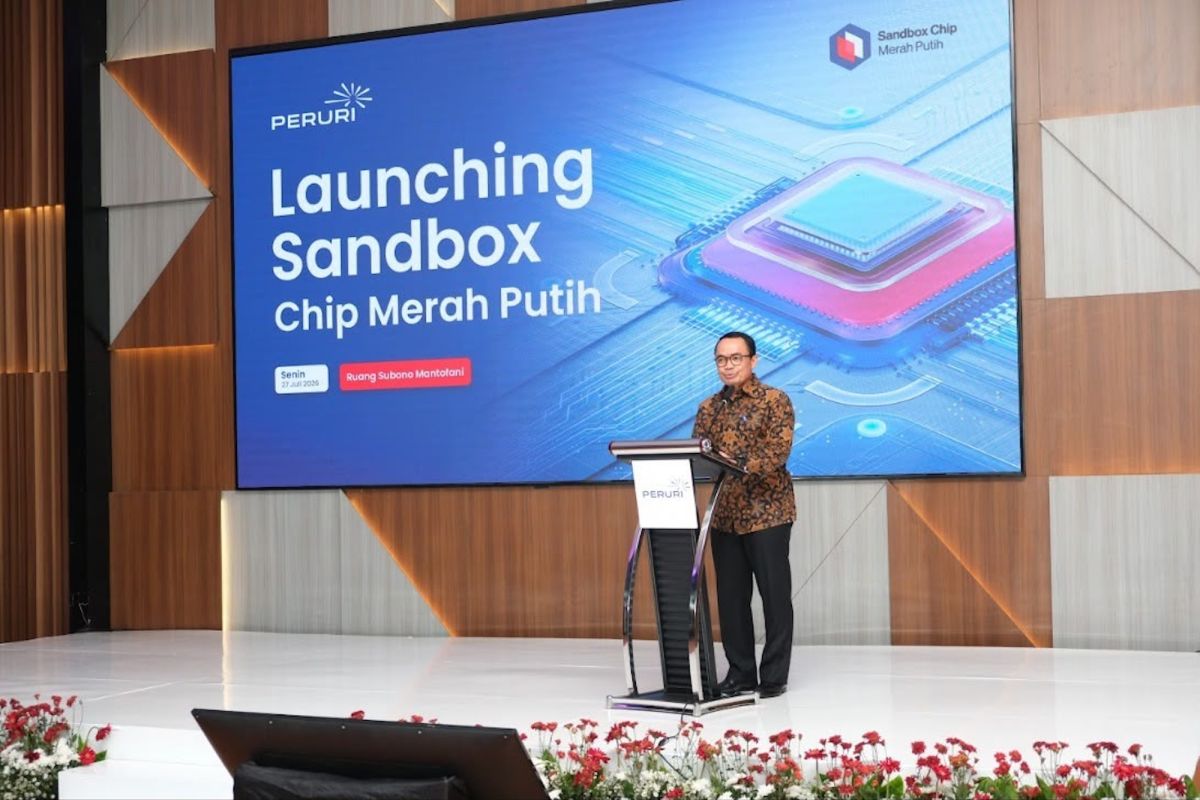 Sandbox Chip
Merah Putih
PERURI
Launching
Sandbox
Chip Merah Putih
Senin
27 Juli 2026
Ruang Subono Mantofani
PERURI